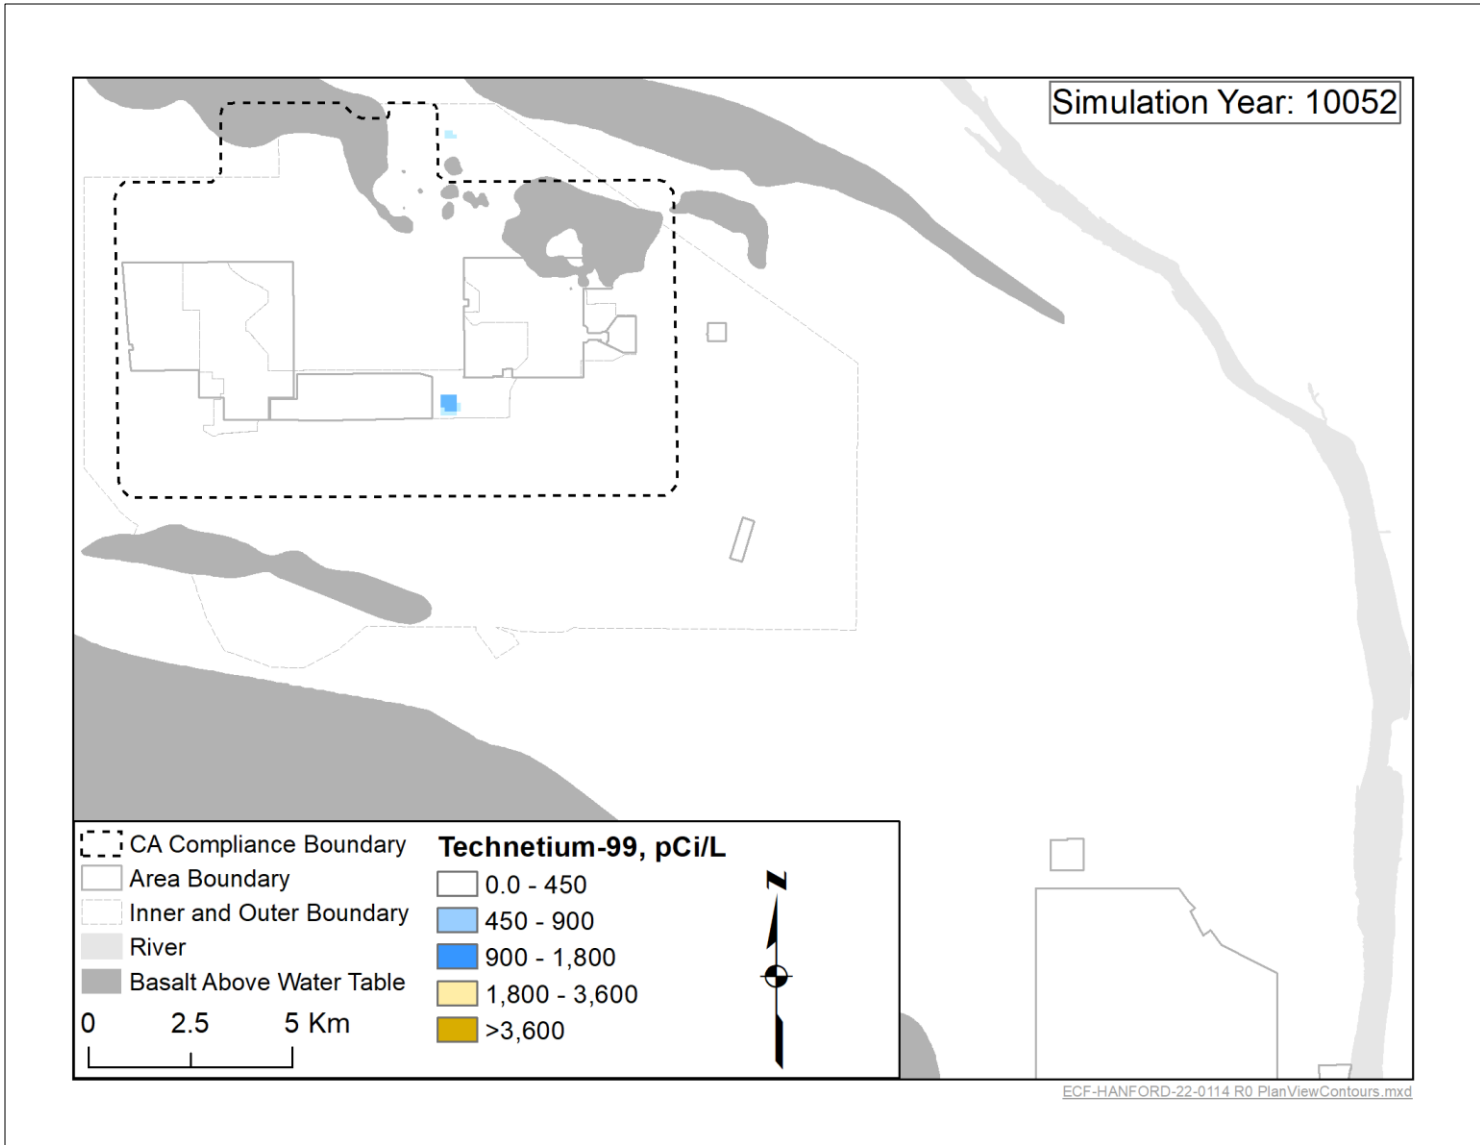 Simulation Year: 10052
CA Compliance Boundary
Area Boundary
Inner and Outer Boundary
River
Basalt Above Water Table
0 2.5 5 Km
Technetium-99, pCi/L
0.0 - 450
450 - 900
900 - 1,800
1,800 - 3,600
>3,600
N
ECF-HANFORD-22-0114 R0 PlanViewContours.mxd